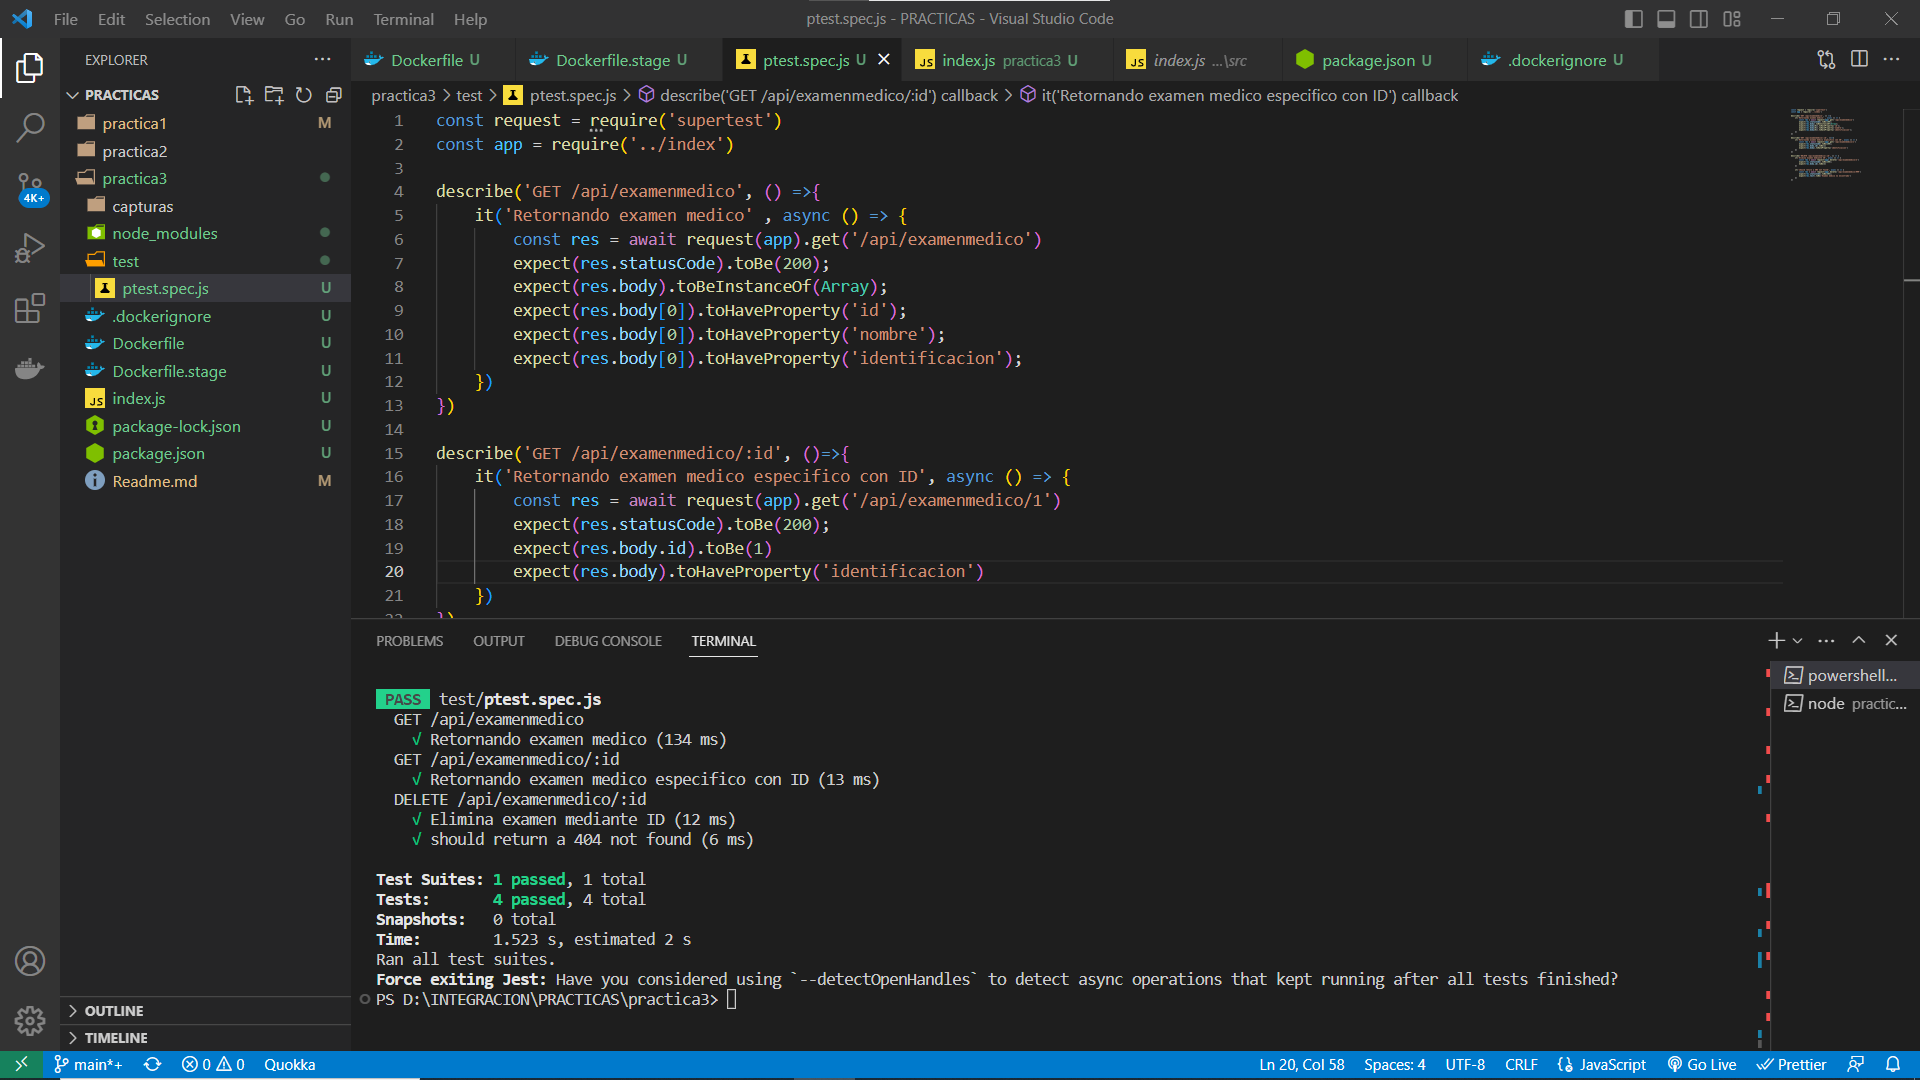 File Edit Selection View Go Run Terminal Help ptest.spec.js - PRACTICAS - Visual Studio Code
EXPLORER
Dockerfile U Dockerfile.stage U ptest.spec.js U index.js practica3 U index.js ...\src package.json U .dockerignore U
PRACTICAS
practica1 M
practica2
practica3
capturas
node_modules
test
ptest.spec.js U
.dockerignore U
Dockerfile U
Dockerfile.stage U
index.js U
package-lock.json U
package.json U
Readme.md M
4K+
OUTLINE
TIMELINE
practica3 > test > ptest.spec.js > describe('GET /api/examenmedico/:id') callback > it('Retornando examen medico especifico con ID') callback
1 const request = require('supertest')
2 const app = require('../index')
3
4 describe('GET /api/examenmedico', () =>{
5 it('Retornando examen medico' , async () => {
6 const res = await request(app).get('/api/examenmedico')
7 expect(res.statusCode).toBe(200);
8 expect(res.body).toBeInstanceOf(Array);
9 expect(res.body[0]).toHaveProperty('id');
10 expect(res.body[0]).toHaveProperty('nombre');
11 expect(res.body[0]).toHaveProperty('identificacion');
12 })
13 })
14
15 describe('GET /api/examenmedico/:id', ()=>{
16 it('Retornando examen medico especifico con ID', async () => {
17 const res = await request(app).get('/api/examenmedico/1')
18 expect(res.statusCode).toBe(200);
19 expect(res.body.id).toBe(1)
20 expect(res.body).toHaveProperty('identificacion')
21 })
22 })
PROBLEMS OUTPUT DEBUG CONSOLE TERMINAL
powershell...
node practic...
PASS test/ptest.spec.js
GET /api/examenmedico
√ Retornando examen medico (134 ms)
GET /api/examenmedico/:id
√ Retornando examen medico especifico con ID (13 ms)
DELETE /api/examenmedico/:id
√ Elimina examen mediante ID (12 ms)
√ should return a 404 not found (6 ms)
Test Suites: 1 passed, 1 total
Tests: 4 passed, 4 total
Snapshots: 0 total
Time: 1.523 s, estimated 2 s
Ran all test suites.
Force exiting Jest: Have you considered using `--detectOpenHandles` to detect async operations that kept running after all tests finished?
PS D:\INTEGRACION\PRACTICAS\practica3>
main*+ 0 0 Quokka Ln 20, Col 58 Spaces: 4 UTF-8 CRLF JavaScript Go Live Prettier